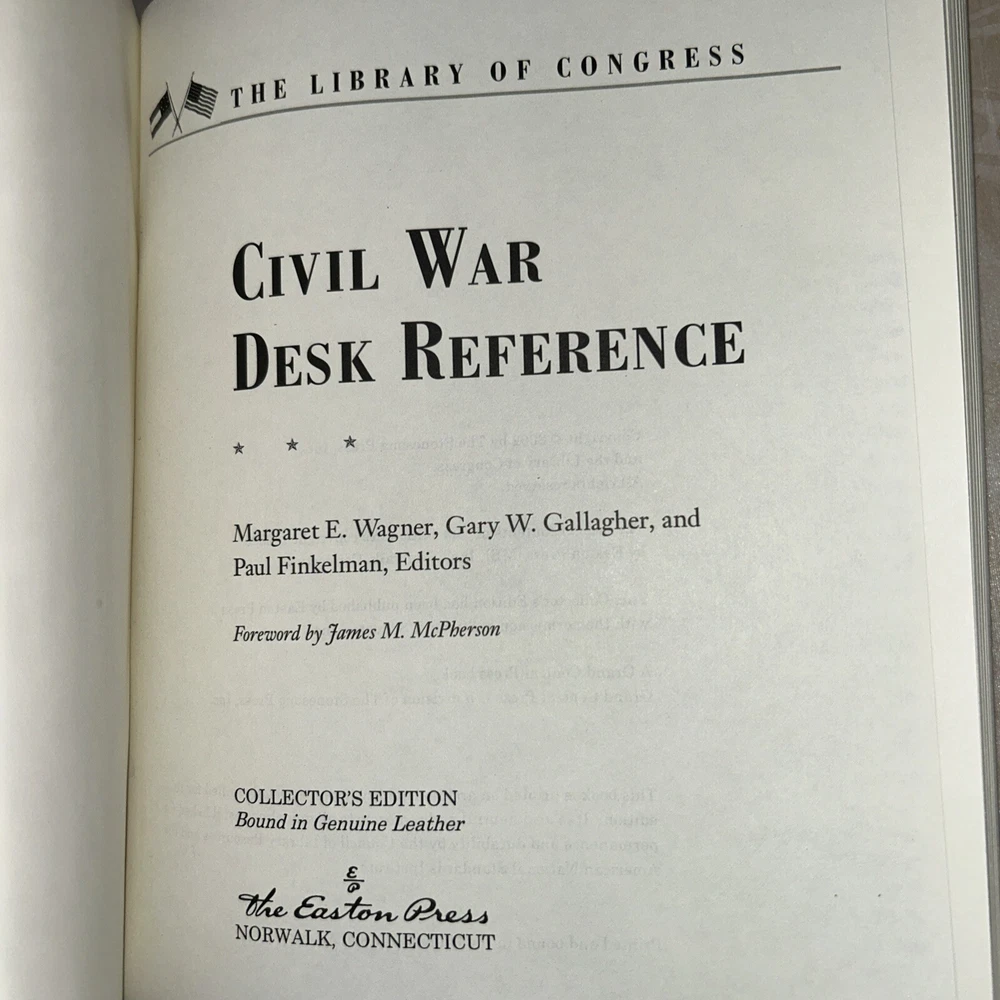 THE LIBRARY OF CONGRESS
CIVIL WAR
DESK REFERENCE
Margaret E. Wagner, Gary W. Gallagher, and
Paul Finkelman, Editors
Foreword by James M. McPherson
COLLECTOR'S EDITION
Bound in Genuine Leather
EP
The Easton Press
NORWALK, CONNECTICUT